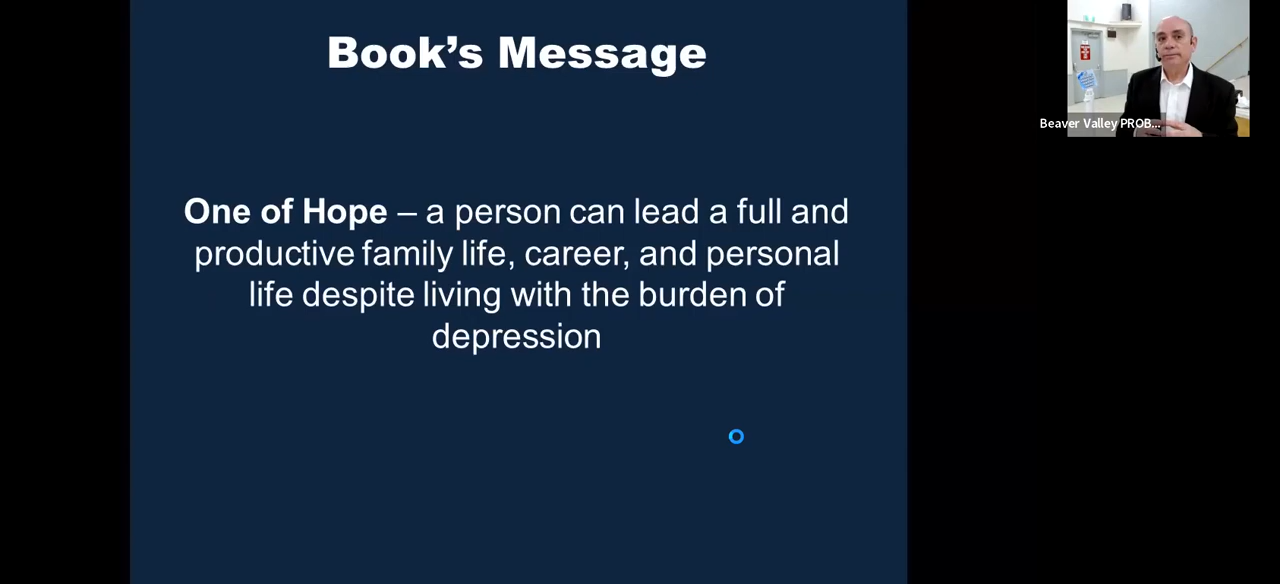 Book’s Message
One of Hope – a person can lead a full and
productive family life, career, and personal
life despite living with the burden of
depression
Beaver Valley PROB...